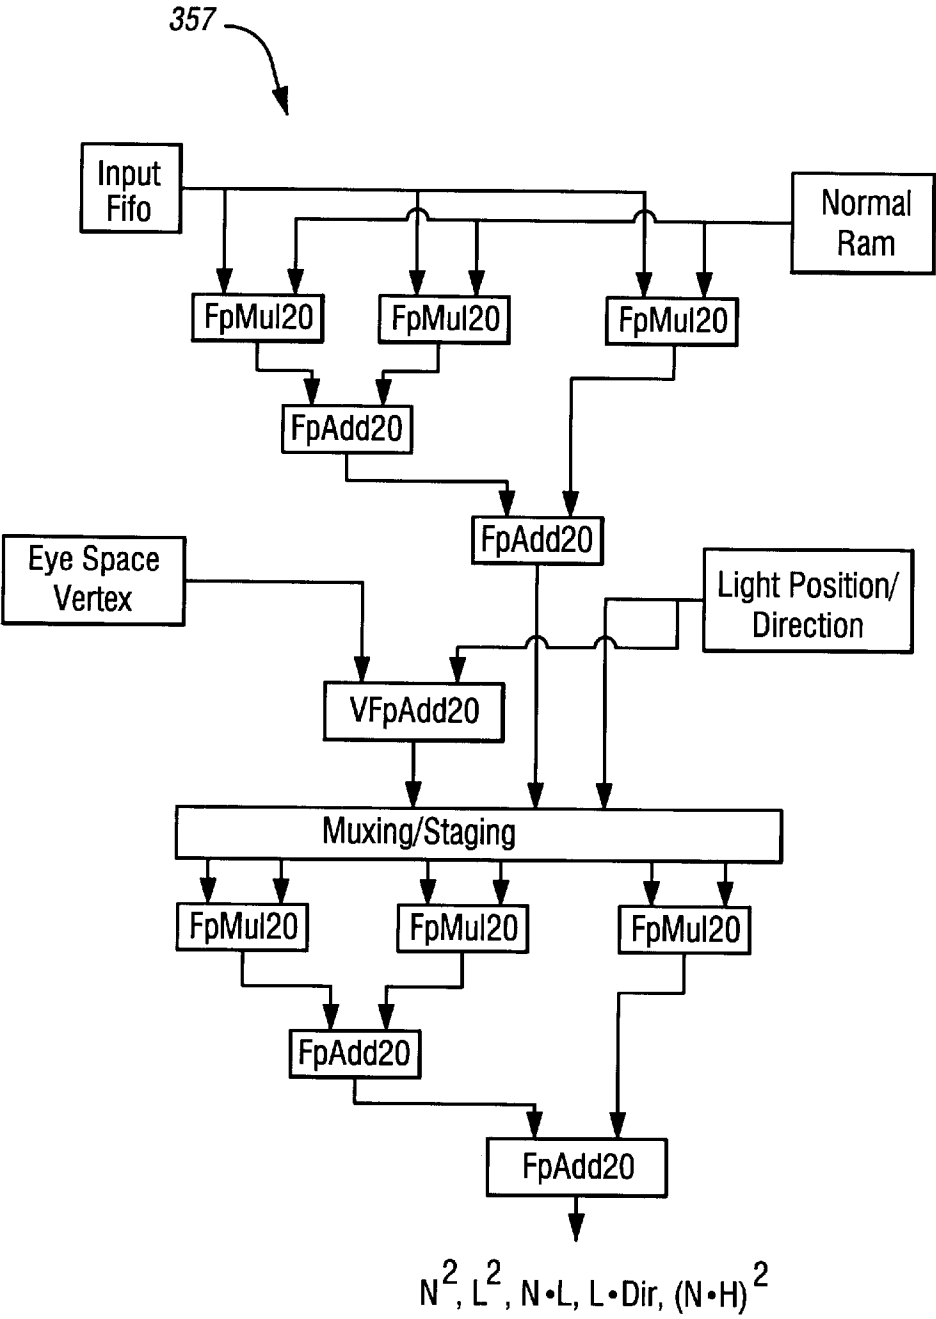 357
Input
Fifo
Normal
Ram
FpMul20
FpMul20
FpMul20
FpAdd20
FpAdd20
Eye Space
Vertex
Light Position/
Direction
VFpAdd20
Muxing/Staging
FpMul20
FpMul20
FpMul20
FpAdd20
FpAdd20
N², L², N•L, L•Dir, (N•H)²